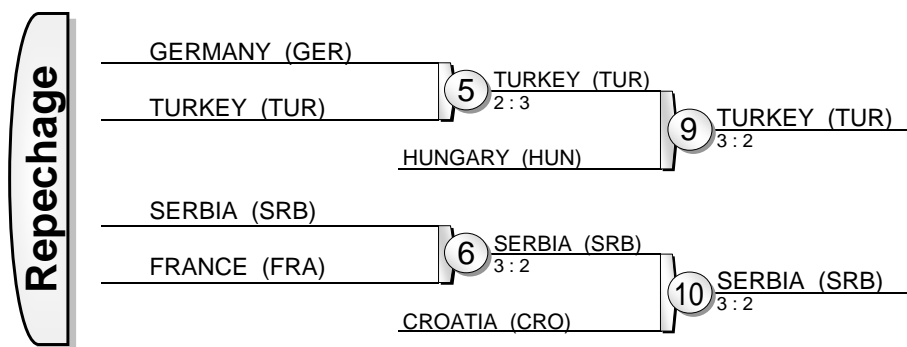 Repechage
GERMANY (GER)
TURKEY (TUR)
5
TURKEY (TUR)
2 : 3
HUNGARY (HUN)
9
TURKEY (TUR)
3 : 2
SERBIA (SRB)
FRANCE (FRA)
6
SERBIA (SRB)
3 : 2
CROATIA (CRO)
10
SERBIA (SRB)
3 : 2